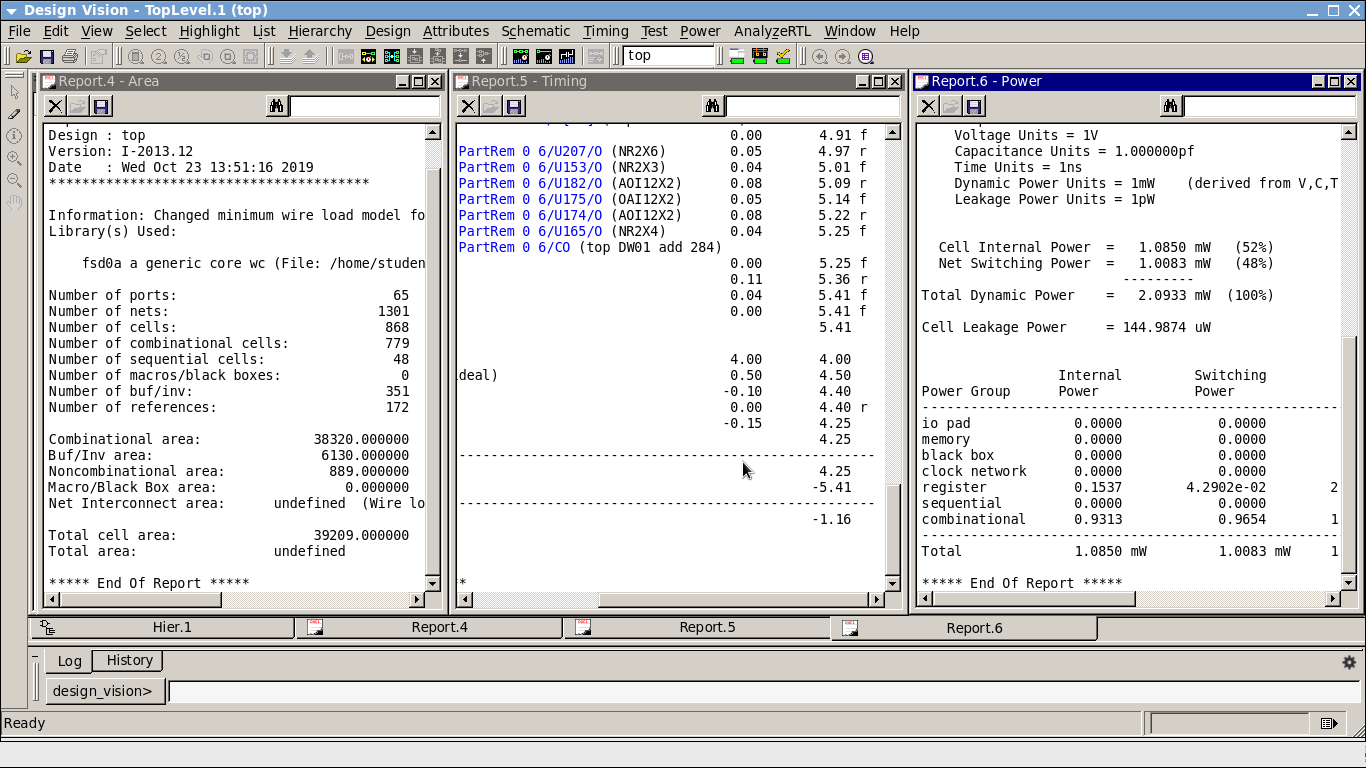 Design Vision - TopLevel.1 (top)
File Edit View Select Highlight List Hierarchy Design Attributes Schematic Timing Test Power AnalyzeRTL Window Help
top
Report.4 - Area
Design : top
Version: I-2013.12
Date   : Wed Oct 23 13:51:16 2019
****************************************
Information: Changed minimum wire load model fo
Library(s) Used:
fsd0a a generic core wc (File: /home/studen
Number of ports: 65
Number of nets: 1301
Number of cells: 868
Number of combinational cells: 779
Number of sequential cells: 48
Number of macros/black boxes: 0
Number of buf/inv: 351
Number of references: 172
Combinational area: 38320.000000
Buf/Inv area: 6130.000000
Noncombinational area: 889.000000
Macro/Black Box area: 0.000000
Net Interconnect area: undefined (Wire lo
Total cell area: 39209.000000
Total area: undefined
***** End Of Report *****
Report.5 - Timing
0.00 4.91 f
PartRem 0 6/U207/O (NR2X6) 0.05 4.97 r
PartRem 0 6/U153/O (NR2X3) 0.04 5.01 f
PartRem 0 6/U182/O (AOI12X2) 0.08 5.09 r
PartRem 0 6/U175/O (OAI12X2) 0.05 5.14 f
PartRem 0 6/U174/O (AOI12X2) 0.08 5.22 r
PartRem 0 6/U165/O (NR2X4) 0.04 5.25 f
PartRem 0 6/CO (top DW01 add 284)
0.00 5.25 f
0.11 5.36 r
0.04 5.41 f
0.00 5.41 f
5.41
4.00 4.00
deal) 0.50 4.50
-0.10 4.40
0.00 4.40 r
-0.15 4.25
4.25
----------------------------------------------------
4.25
-5.41
----------------------------------------------------
-1.16
*
Report.6 - Power
Voltage Units = 1V
Capacitance Units = 1.000000pf
Time Units = 1ns
Dynamic Power Units = 1mW (derived from V,C,T
Leakage Power Units = 1pW
Cell Internal Power = 1.0850 mW (52%)
Net Switching Power = 1.0083 mW (48%)
---------
Total Dynamic Power = 2.0933 mW (100%)
Cell Leakage Power = 144.9874 uW
Internal Switching
Power Group Power Power
----------------------------------------------------
io pad 0.0000 0.0000
memory 0.0000 0.0000
black box 0.0000 0.0000
clock network 0.0000 0.0000
register 0.1537 4.2902e-02 2
sequential 0.0000 0.0000
combinational 0.9313 0.9654 1
----------------------------------------------------
Total 1.0850 mW 1.0083 mW 1
***** End Of Report *****
Hier.1 Report.4 Report.5 Report.6
Log History
design_vision>
Ready